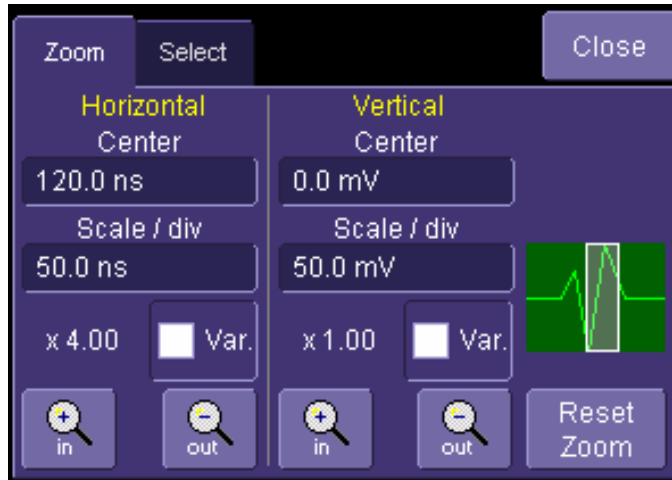 Zoom
Select
Close
Horizontal
Center
120.0 ns
Scale / div
50.0 ns
x 4.00
Var.
in
out
Vertical
Center
0.0 mV
Scale / div
50.0 mV
x 1.00
Var.
in
out
Reset
Zoom